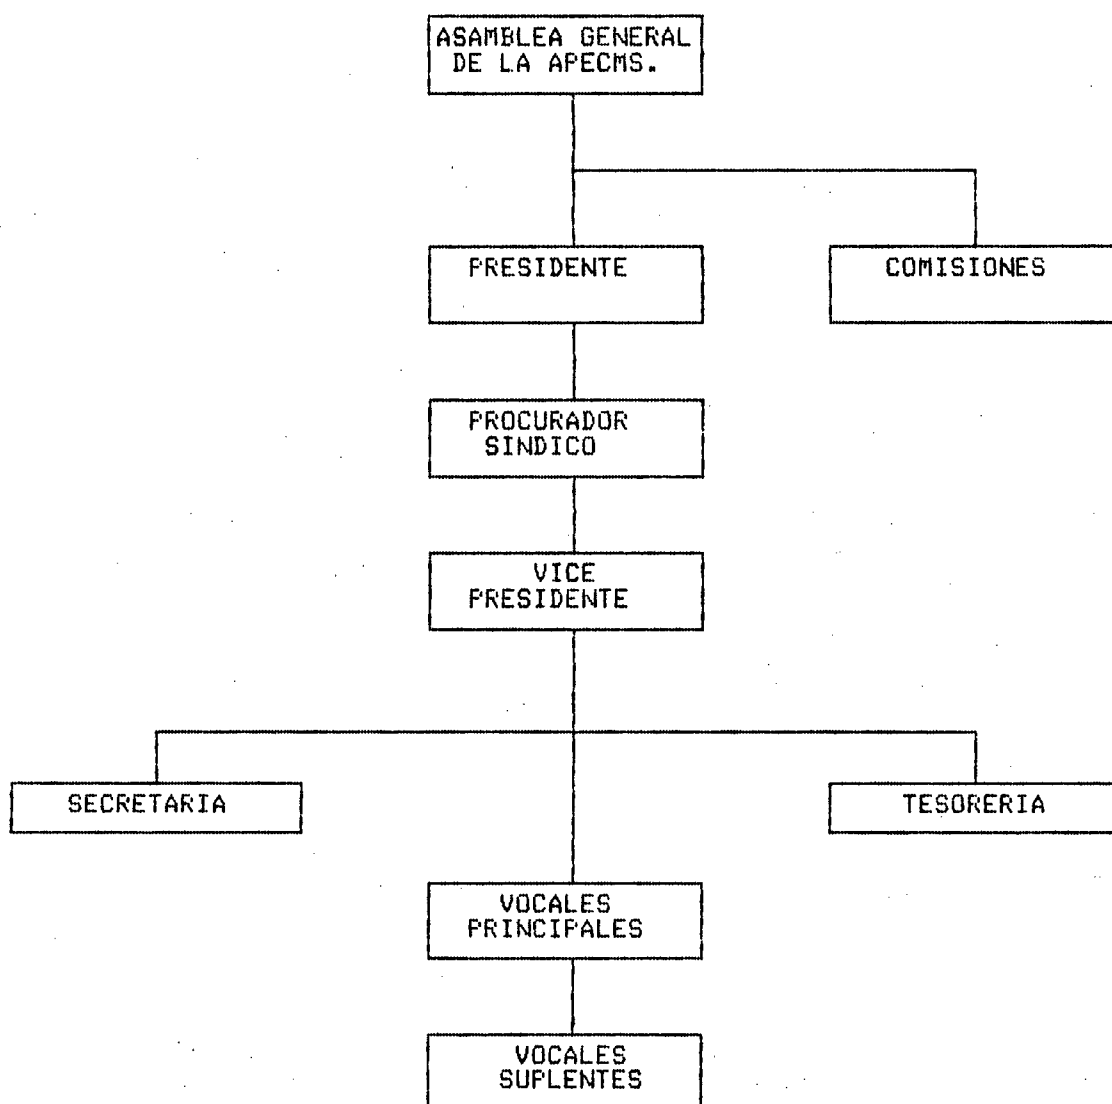 ASAMBLEA GENERAL
DE LA APECMS.
PRESIDENTE
COMISIONES
PROCURADOR
SINDICO
VICE
PRESIDENTE
SECRETARIA
TESORERIA
VOCALES
PRINCIPALES
VOCALES
SUPLENTES